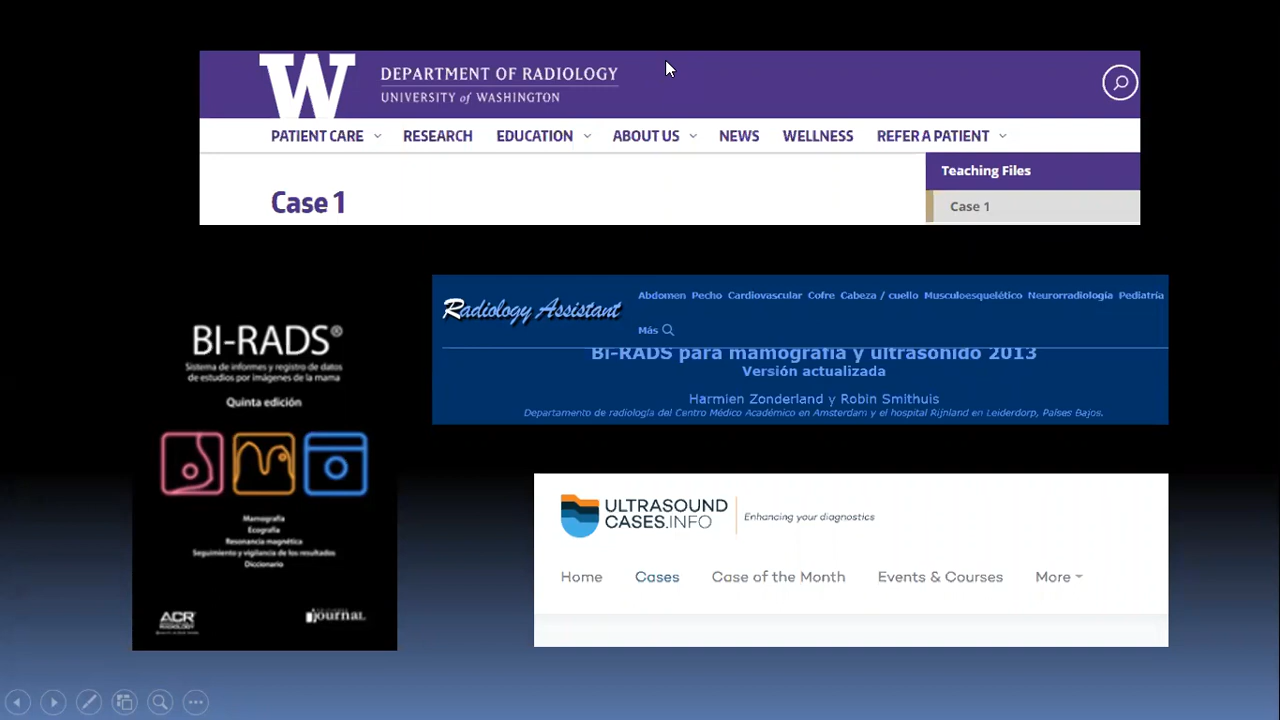 W DEPARTMENT OF RADIOLOGY
UNIVERSITY of WASHINGTON
PATIENT CARE RESEARCH EDUCATION ABOUT US NEWS WELLNESS REFER A PATIENT
Teaching Files
Case 1
Case 1
Radiology Assistant
Abdomen Pecho Cardiovascular Cofre Cabeza / cuello Musculoesquelético Neurorradiología Pediatría
Más
BI-RADS para mamografía y ultrasonido 2013
Versión actualizada
Harmien Zonderland y Robin Smithuis
Departamento de radiología del Centro Médico Académico en Amsterdam y el hospital Rijnland en Leiderdorp, Países Bajos.
BI-RADS®
Sistema de informes y registro de datos
de estudios por imágenes de la mama
Quinta edición
Mamografía
Ecografía
Resonancia magnética
Seguimiento y vigilancia de los resultados
Diccionario
ACR
RADIOLOGY
journal
ULTRASOUND
CASES.INFO
Enhancing your diagnostics
Home Cases Case of the Month Events & Courses More